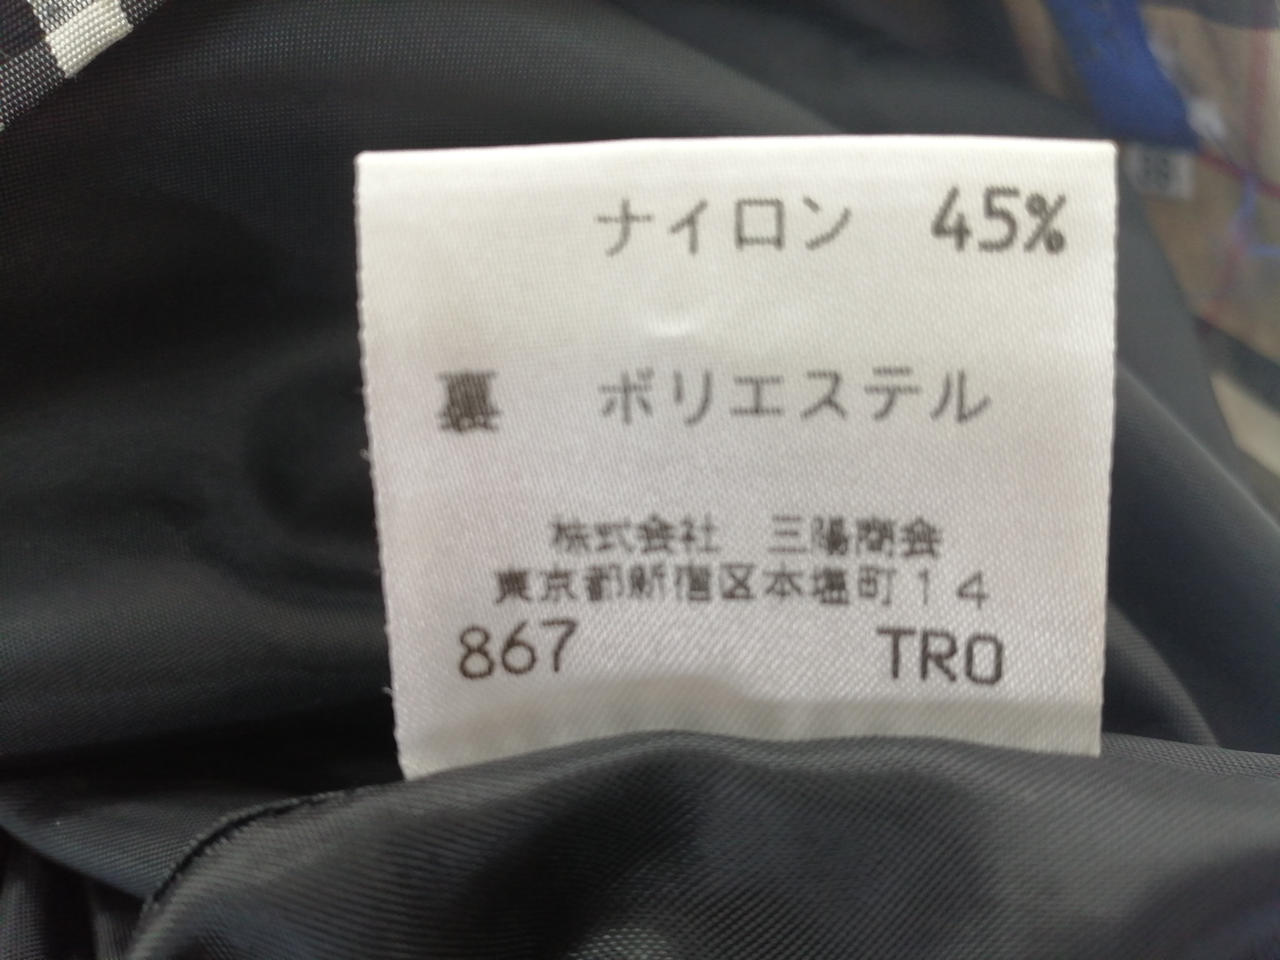 ナイロン 45%
裏 ポリエステル
株式会社 三陽商会
東京都新宿区本塩町14
867 TRO